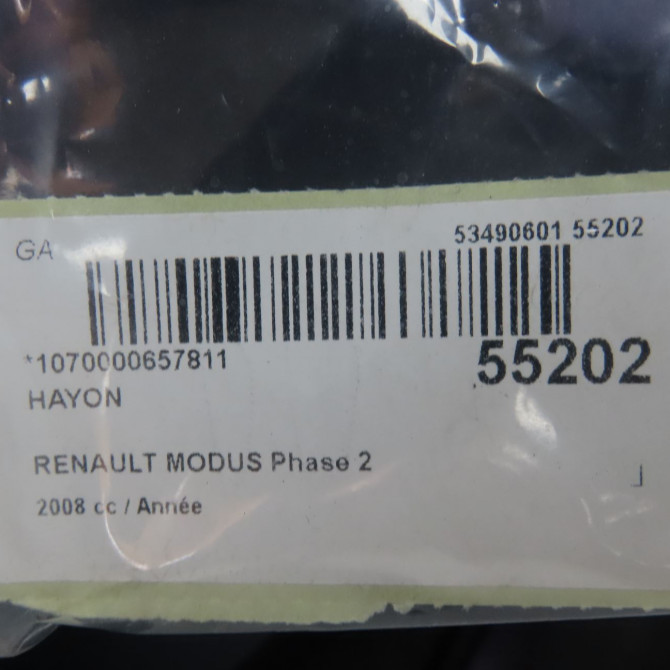 GA 53490601 55202
*1070000657811 55202
HAYON
RENAULT MODUS Phase 2
2008 cc / Année